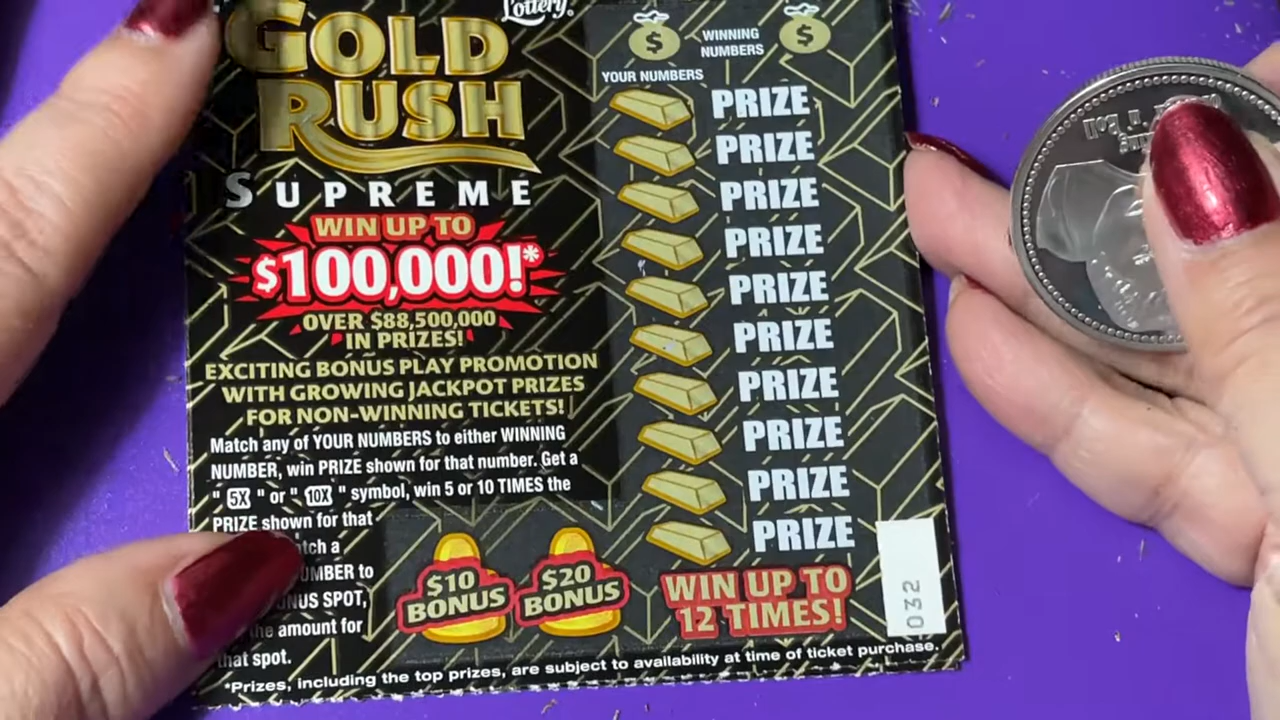 Lottery®
GOLD
RUSH
SUPREME
WIN UP TO
$100,000!*
OVER $88,500,000
IN PRIZES!
EXCITING BONUS PLAY PROMOTION
WITH GROWING JACKPOT PRIZES
FOR NON-WINNING TICKETS!
Match any of YOUR NUMBERS to either WINNING
NUMBER, win PRIZE shown for that number. Get a
" 5X " or " 10X " symbol, win 5 or 10 TIMES the
PRIZE shown for that
tch a
UMBER to
NUS SPOT,
the amount for
that spot.
$10
BONUS
$20
BONUS
$
WINNING
NUMBERS
$
YOUR NUMBERS
PRIZE
PRIZE
PRIZE
PRIZE
PRIZE
PRIZE
PRIZE
PRIZE
PRIZE
PRIZE
WIN UP TO
12 TIMES!
032
*Prizes, including the top prizes, are subject to availability at time of ticket purchase.